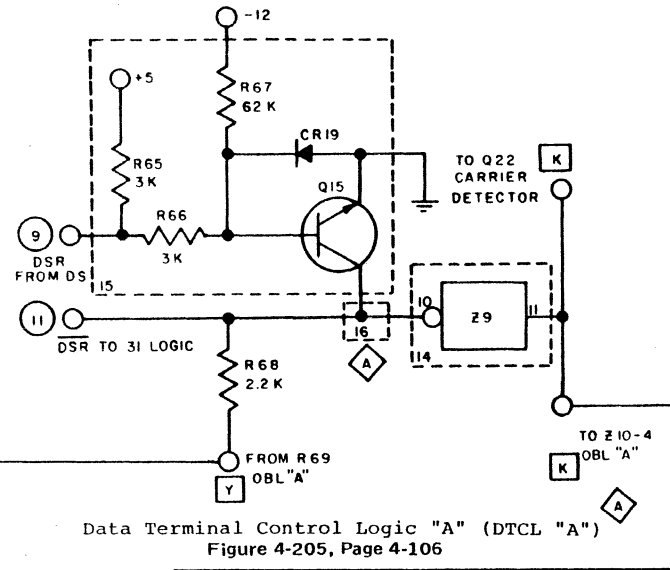 -12
+5
R67
62 K
CR19
R65
3K
Q15
TO Q22
CARRIER
DETECTOR
K
R66
3K
9
DSR
FROM DS
15
10
Z9
11
14
11
DSR TO 31 LOGIC
16
A
R68
2.2 K
FROM R69
OBL "A"
Y
TO Z10-4
OBL "A"
K
A
Data Terminal Control Logic "A" (DTCL "A")
Figure 4-205, Page 4-106